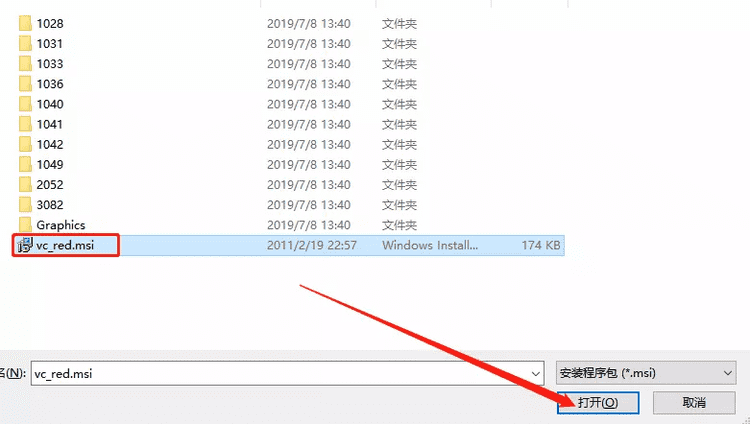 1028 2019/7/8 13:40 文件夹
1031 2019/7/8 13:40 文件夹
1033 2019/7/8 13:40 文件夹
1036 2019/7/8 13:40 文件夹
1040 2019/7/8 13:40 文件夹
1041 2019/7/8 13:40 文件夹
1042 2019/7/8 13:40 文件夹
1049 2019/7/8 13:40 文件夹
2052 2019/7/8 13:40 文件夹
3082 2019/7/8 13:40 文件夹
Graphics 2019/7/8 13:40 文件夹
vc_red.msi 2011/2/19 22:57 Windows Install... 174 KB
名(N): vc_red.msi 安装程序包 (*.msi)
打开(O) 取消